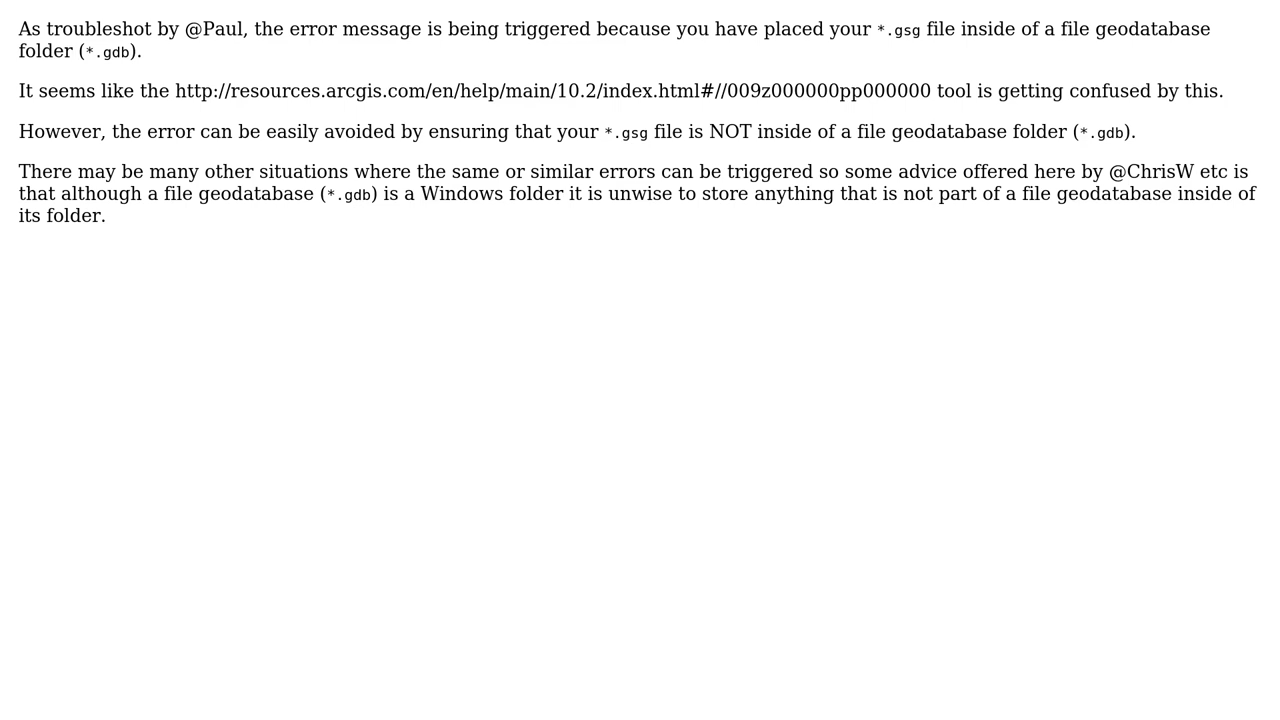 As troubleshot by @Paul, the error message is being triggered because you have placed your *.gsg file inside of a file geodatabase
folder (*.gdb).
It seems like the http://resources.arcgis.com/en/help/main/10.2/index.html#//009z000000pp000000 tool is getting confused by this.
However, the error can be easily avoided by ensuring that your *.gsg file is NOT inside of a file geodatabase folder (*.gdb).
There may be many other situations where the same or similar errors can be triggered so some advice offered here by @ChrisW etc is
that although a file geodatabase (*.gdb) is a Windows folder it is unwise to store anything that is not part of a file geodatabase inside of
its folder.